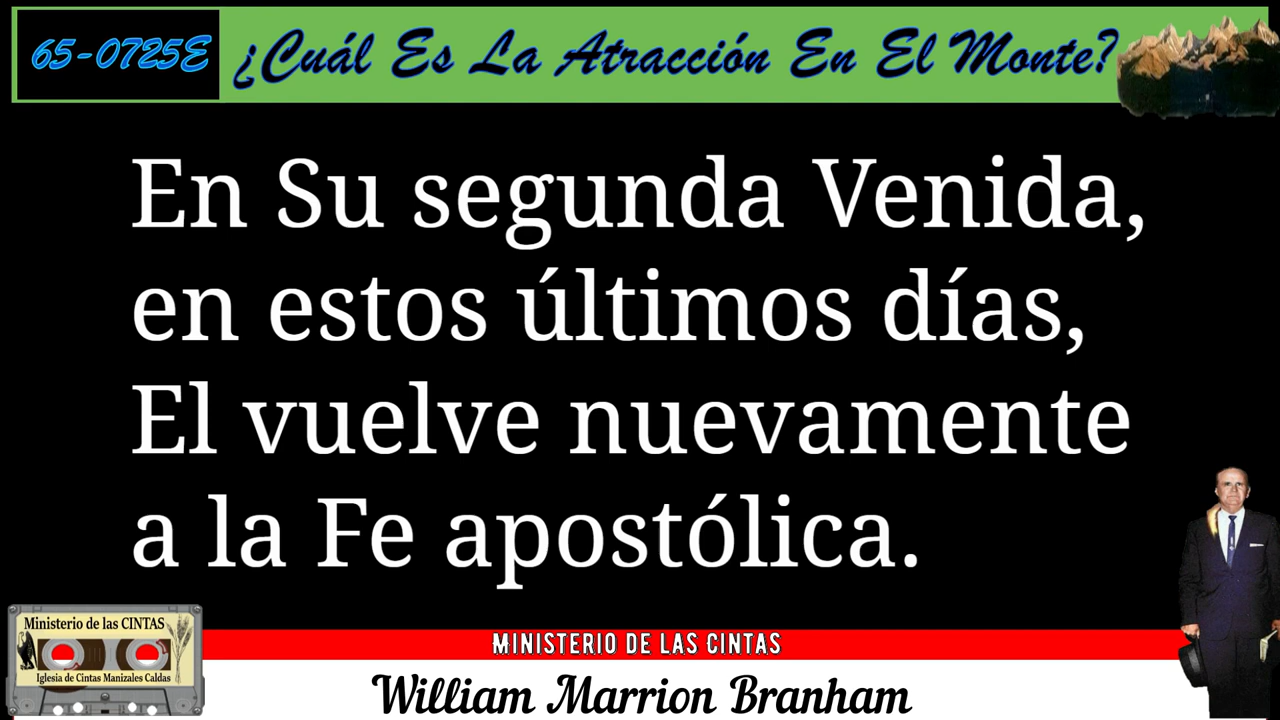 65-0725E ¿Cuál Es La Atracción En El Monte?
En Su segunda Venida,
en estos últimos días,
El vuelve nuevamente
a la Fe apostólica.
Ministerio de las CINTAS
Iglesia de Cintas Manizales Caldas
MINISTERIO DE LAS CINTAS
William Marrion Branham